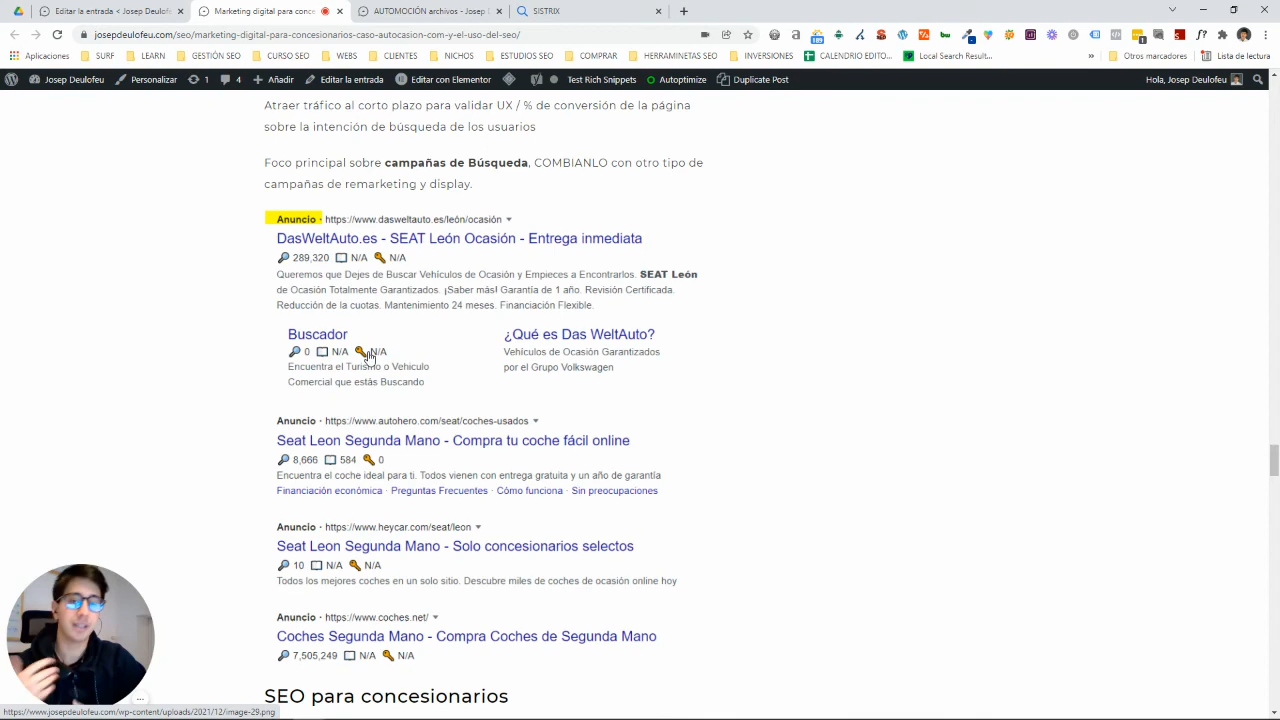 Editar la entrada < Joseph Deulofeu
Marketing digital para conce
AUTOMOCIÓN archivos - Josep I
SISTRIX
josepdeulofeu.com/seo/marketing-digital-para-concesionarios-caso-autocasion-com-y-el-uso-del-seo/
Aplicaciones
SURF
LEARN
GESTIÓN SEO
CURSO SEO
WEBS
CLIENTES
NICHOS
ESTUDIOS SEO
COMPRAR
HERRAMINETAS SEO
INVERSIONES
CALENDARIO EDITO...
Local Search Result...
»
Otros marcadores
Lista de lectura
Josep Deulofeu
Personalizar
1
4
Añadir
Editar la entrada
Editar con Elementor
Test Rich Snippets
Autoptimize
Duplicate Post
Hola, Josep Deulofeu
Atraer tráfico al corto plazo para validar UX / % de conversión de la página
sobre la intención de búsqueda de los usuarios
Foco principal sobre campañas de Búsqueda, COMBIANLO con otro tipo de
campañas de remarketing y display.
Anuncio · https://www.dasweltauto.es/león/ocasión
DasWeltAuto.es - SEAT León Ocasión - Entrega inmediata
289,320 N/A N/A
Queremos que Dejes de Buscar Vehículos de Ocasión y Empieces a Encontrarlos. SEAT León
de Ocasión Totalmente Garantizados. ¡Saber más! Garantía de 1 año. Revisión Certificada.
Reducción de la cuotas. Mantenimiento 24 meses. Financiación Flexible.
Buscador
0 N/A N/A
Encuentra el Turismo o Vehiculo
Comercial que estás Buscando
¿Qué es Das WeltAuto?
Vehículos de Ocasión Garantizados
por el Grupo Volkswagen
Anuncio · https://www.autohero.com/seat/coches-usados
Seat Leon Segunda Mano - Compra tu coche fácil online
8,666 584 0
Encuentra el coche ideal para ti. Todos vienen con entrega gratuita y un año de garantía
Financiación económica · Preguntas Frecuentes · Cómo funciona · Sin preocupaciones
Anuncio · https://www.heycar.com/seat/leon
Seat Leon Segunda Mano - Solo concesionarios selectos
10 N/A N/A
Todos los mejores coches en un solo sitio. Descubre miles de coches de ocasión online hoy
Anuncio · https://www.coches.net/
Coches Segunda Mano - Compra Coches de Segunda Mano
7,505,249 N/A N/A
SEO para concesionarios
https://www.josepdeulofeu.com/wp-content/uploads/2021/12/image-29.png